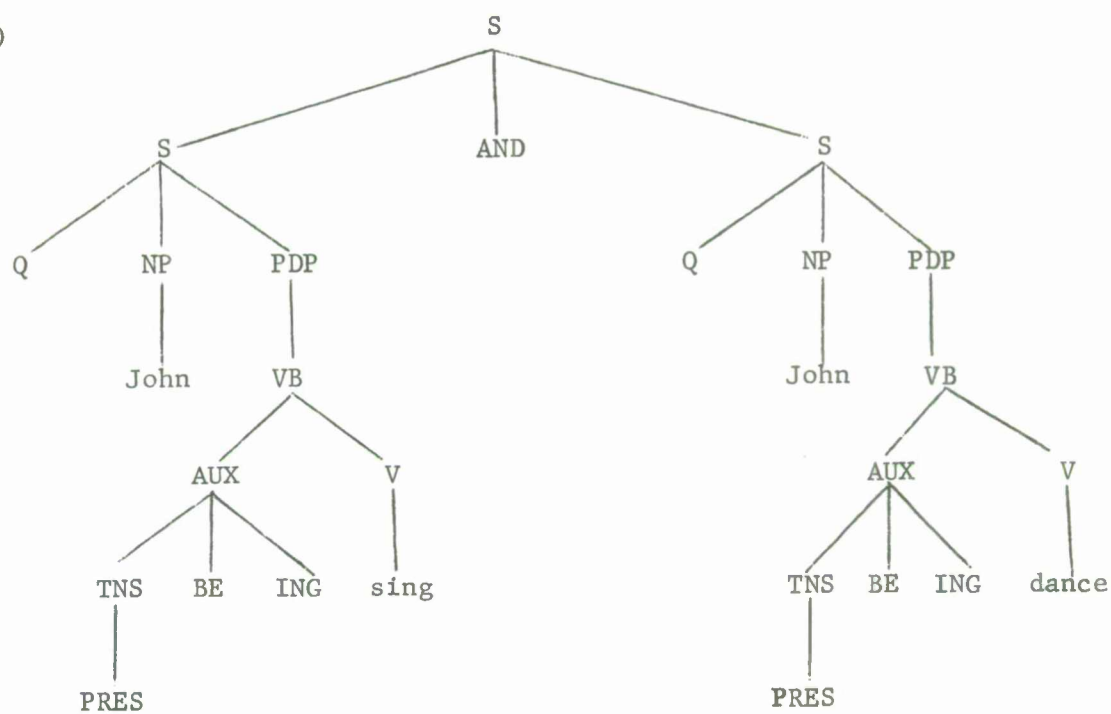 )
S
S AND S
Q NP PDP Q NP PDP
John VB John VB
AUX V AUX V
TNS BE ING sing TNS BE ING dance
PRES PRES